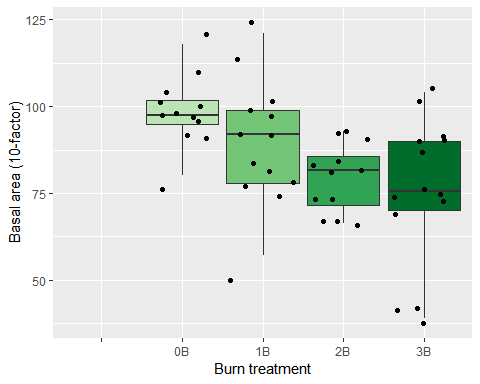 Basal area (10-factor)
125
100
75
50
0B 1B 2B 3B
Burn treatment